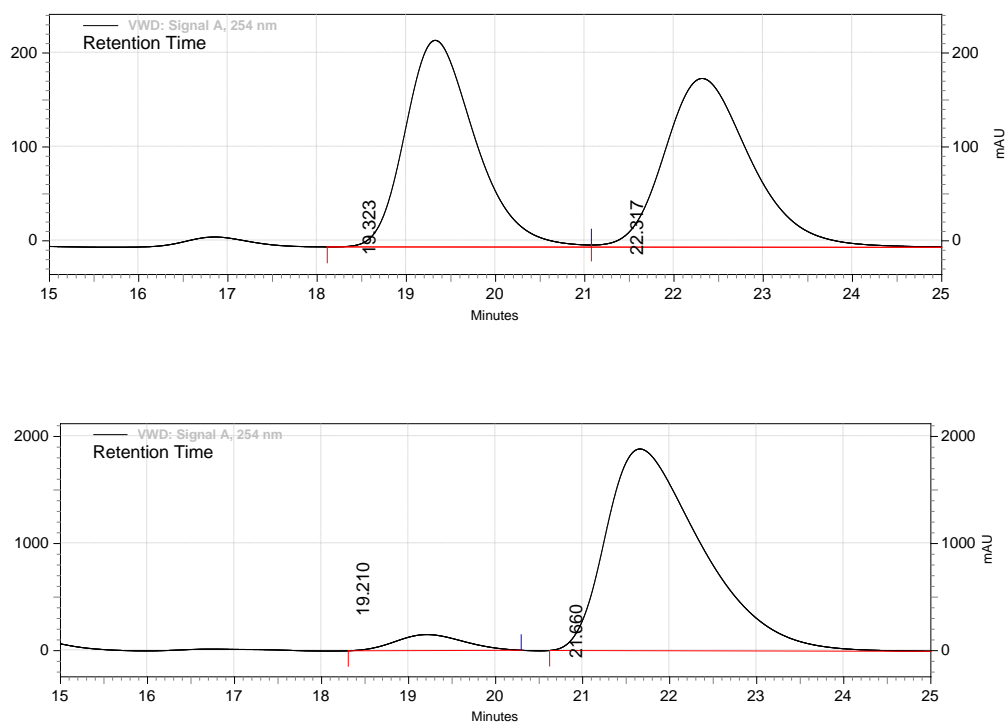 VWD: Signal A, 254 nm
Retention Time
200
200
100
100
0
0
mAU
19.323
22.317
15 16 17 18 19 20 21 22 23 24 25
Minutes
VWD: Signal A, 254 nm
Retention Time
2000
2000
1000
1000
0
0
mAU
19.210
21.660
15 16 17 18 19 20 21 22 23 24 25
Minutes